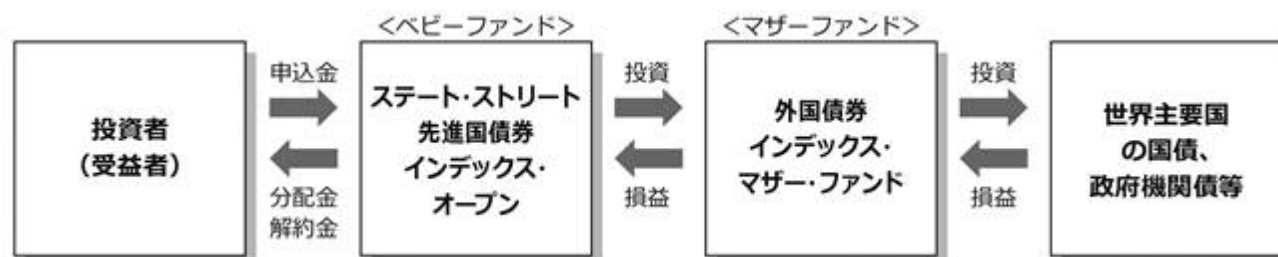 <ベビーファンド>
<マザーファンド>
投資者
(受益者)
申込金
分配金
解約金
ステート・ストリート
先進国債券
インデックス・
オープン
投資
損益
外国債券
インデックス・
マザー・ファンド
投資
損益
世界主要国
の国債、
政府機関債等